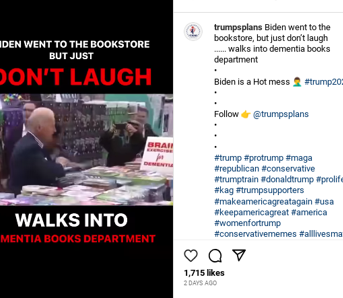 IDEN WENT TO THE BOOKSTORE
BUT JUST
DON'T LAUGH
BRAIN
EXERCISES
for
DEMENTIA
WALKS INTO
MENTIA BOOKS DEPARTMENT
trumpsplans Biden went to the
bookstore, but just don't laugh
...... walks into dementia books
department
•
Biden is a Hot mess 🤦‍♂️ #trump202
•
•
Follow 👉 @trumpsplans
•
•
•
#trump #protrump #maga
#republican #conservative
#trumptrain #donaldtrump #prolife
#kag #trumpsupporters
#makeamericagreatagain #usa
#keepamericagreat #america
#womenfortrump
#conservativememes #alllivesma
1,715 likes
2 DAYS AGO